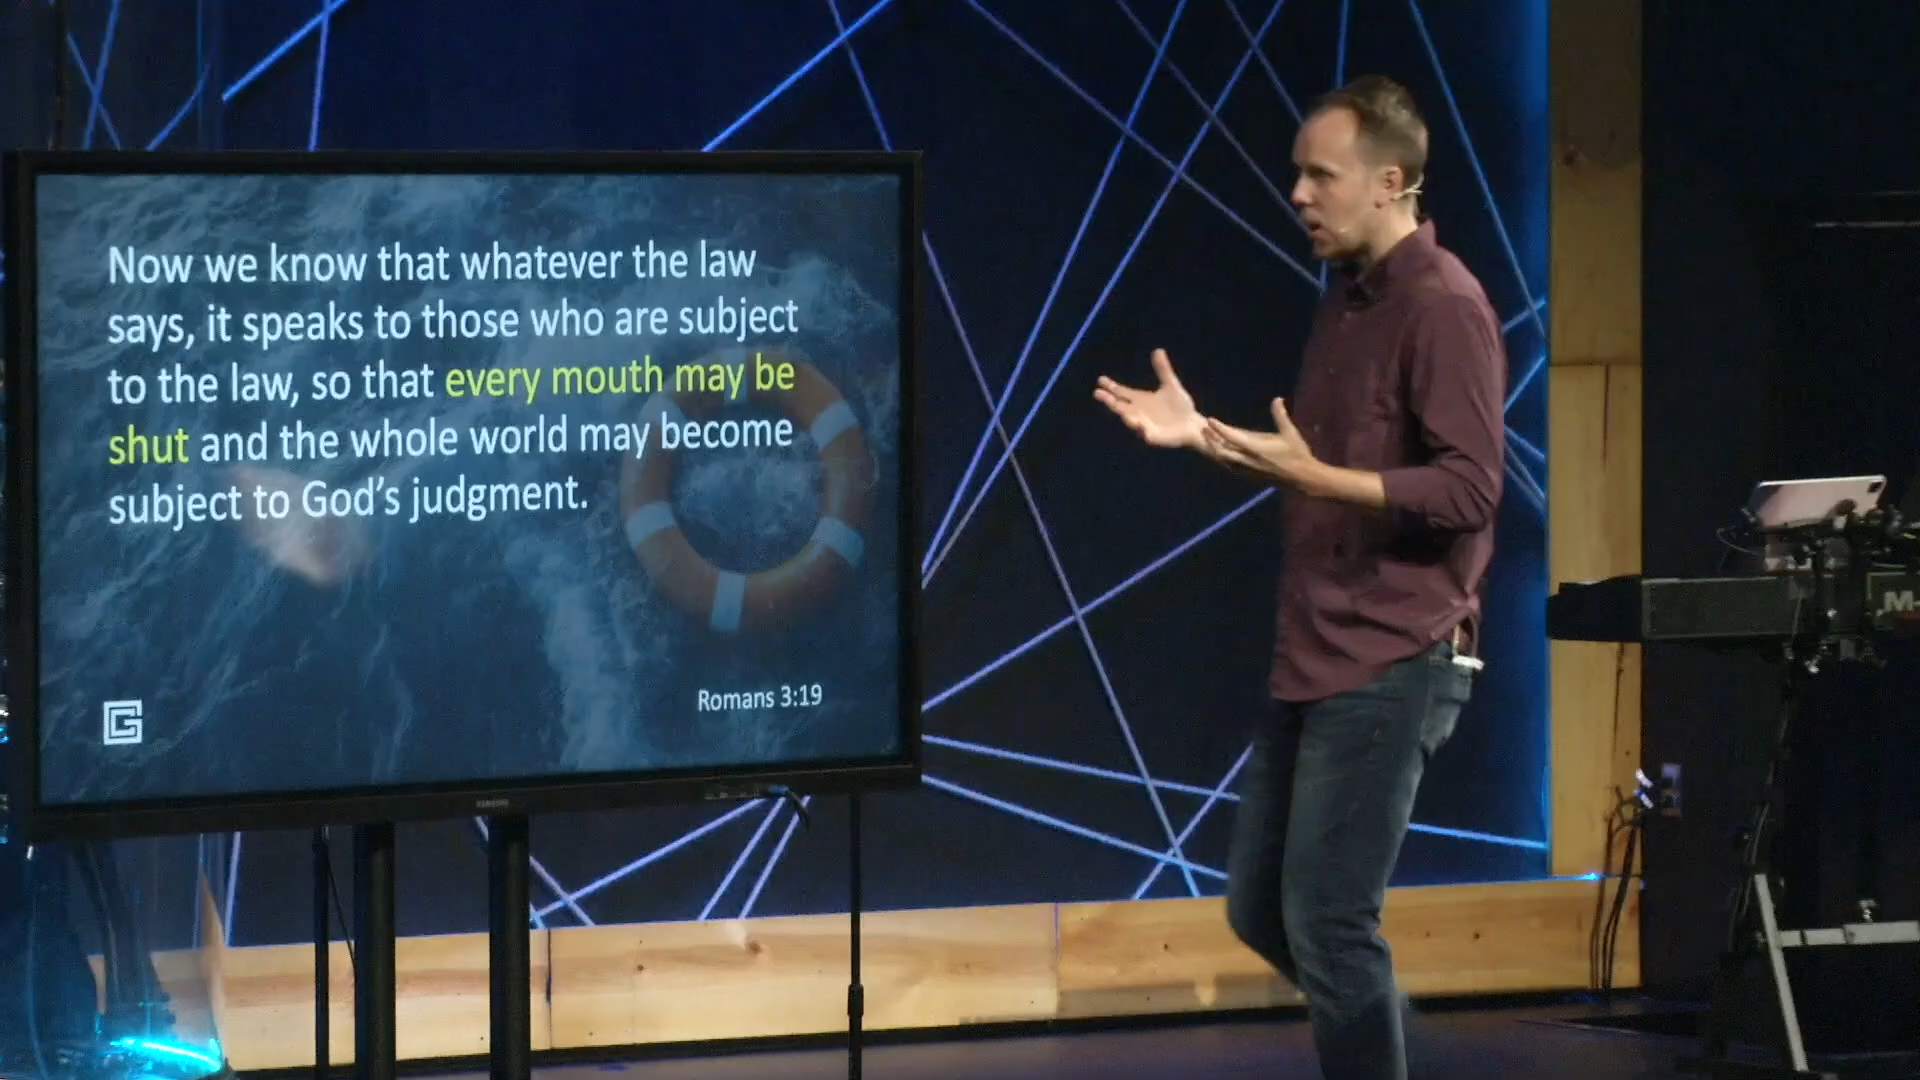 Now we know that whatever the law
says, it speaks to those who are subject
to the law, so that every mouth may be
shut and the whole world may become
subject to God’s judgment.
Romans 3:19
SAMSUNG
M-